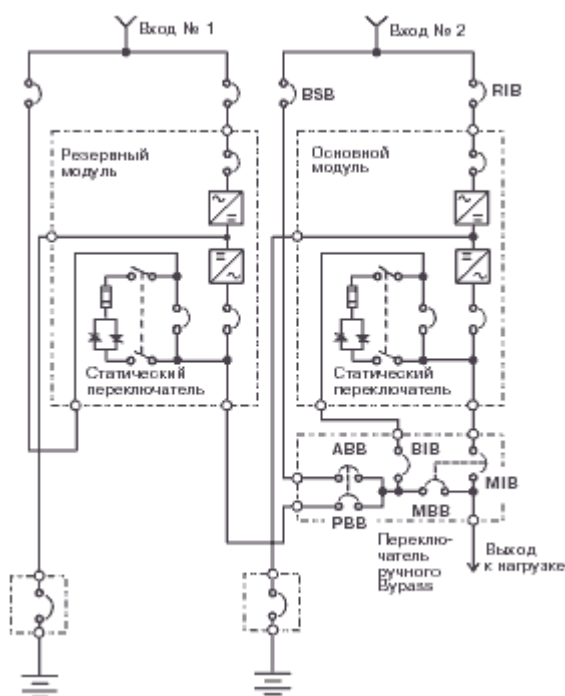 Вход № 1
Вход № 2
BSB
RIB
Резервный
модуль
Основной
модуль
Статический
переключатель
Статический
переключатель
ABB
BIB
MIB
MBB
PBB
Переклю-
чатель
ручного
Bypass
Выход
к нагрузке